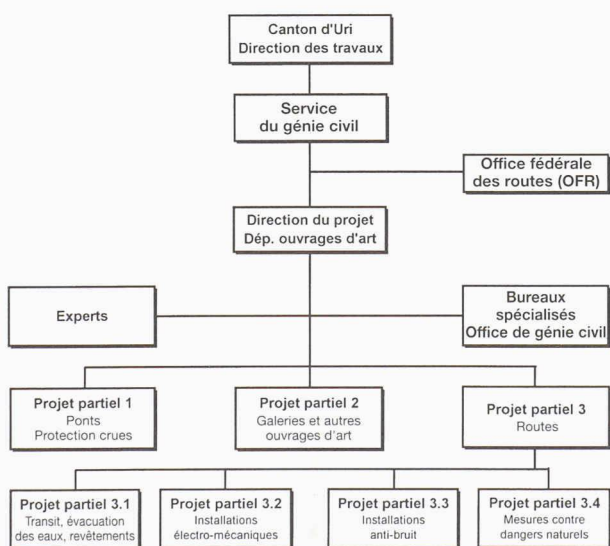 Canton d'Uri
Direction des travaux
Service
du génie civil
Office fédérale
des routes (OFR)
Direction du projet
Dép. ouvrages d'art
Experts
Bureaux
spécialisés
Office de génie civil
Projet partiel 1
Ponts
Protection crues
Projet partiel 2
Galeries et autres
ouvrages d'art
Projet partiel 3
Routes
Projet partiel 3.1
Transit, évacuation
des eaux, revêtements
Projet partiel 3.2
Installations
électro-mécaniques
Projet partiel 3.3
Installations
anti-bruit
Projet partiel 3.4
Mesures contre
dangers naturels